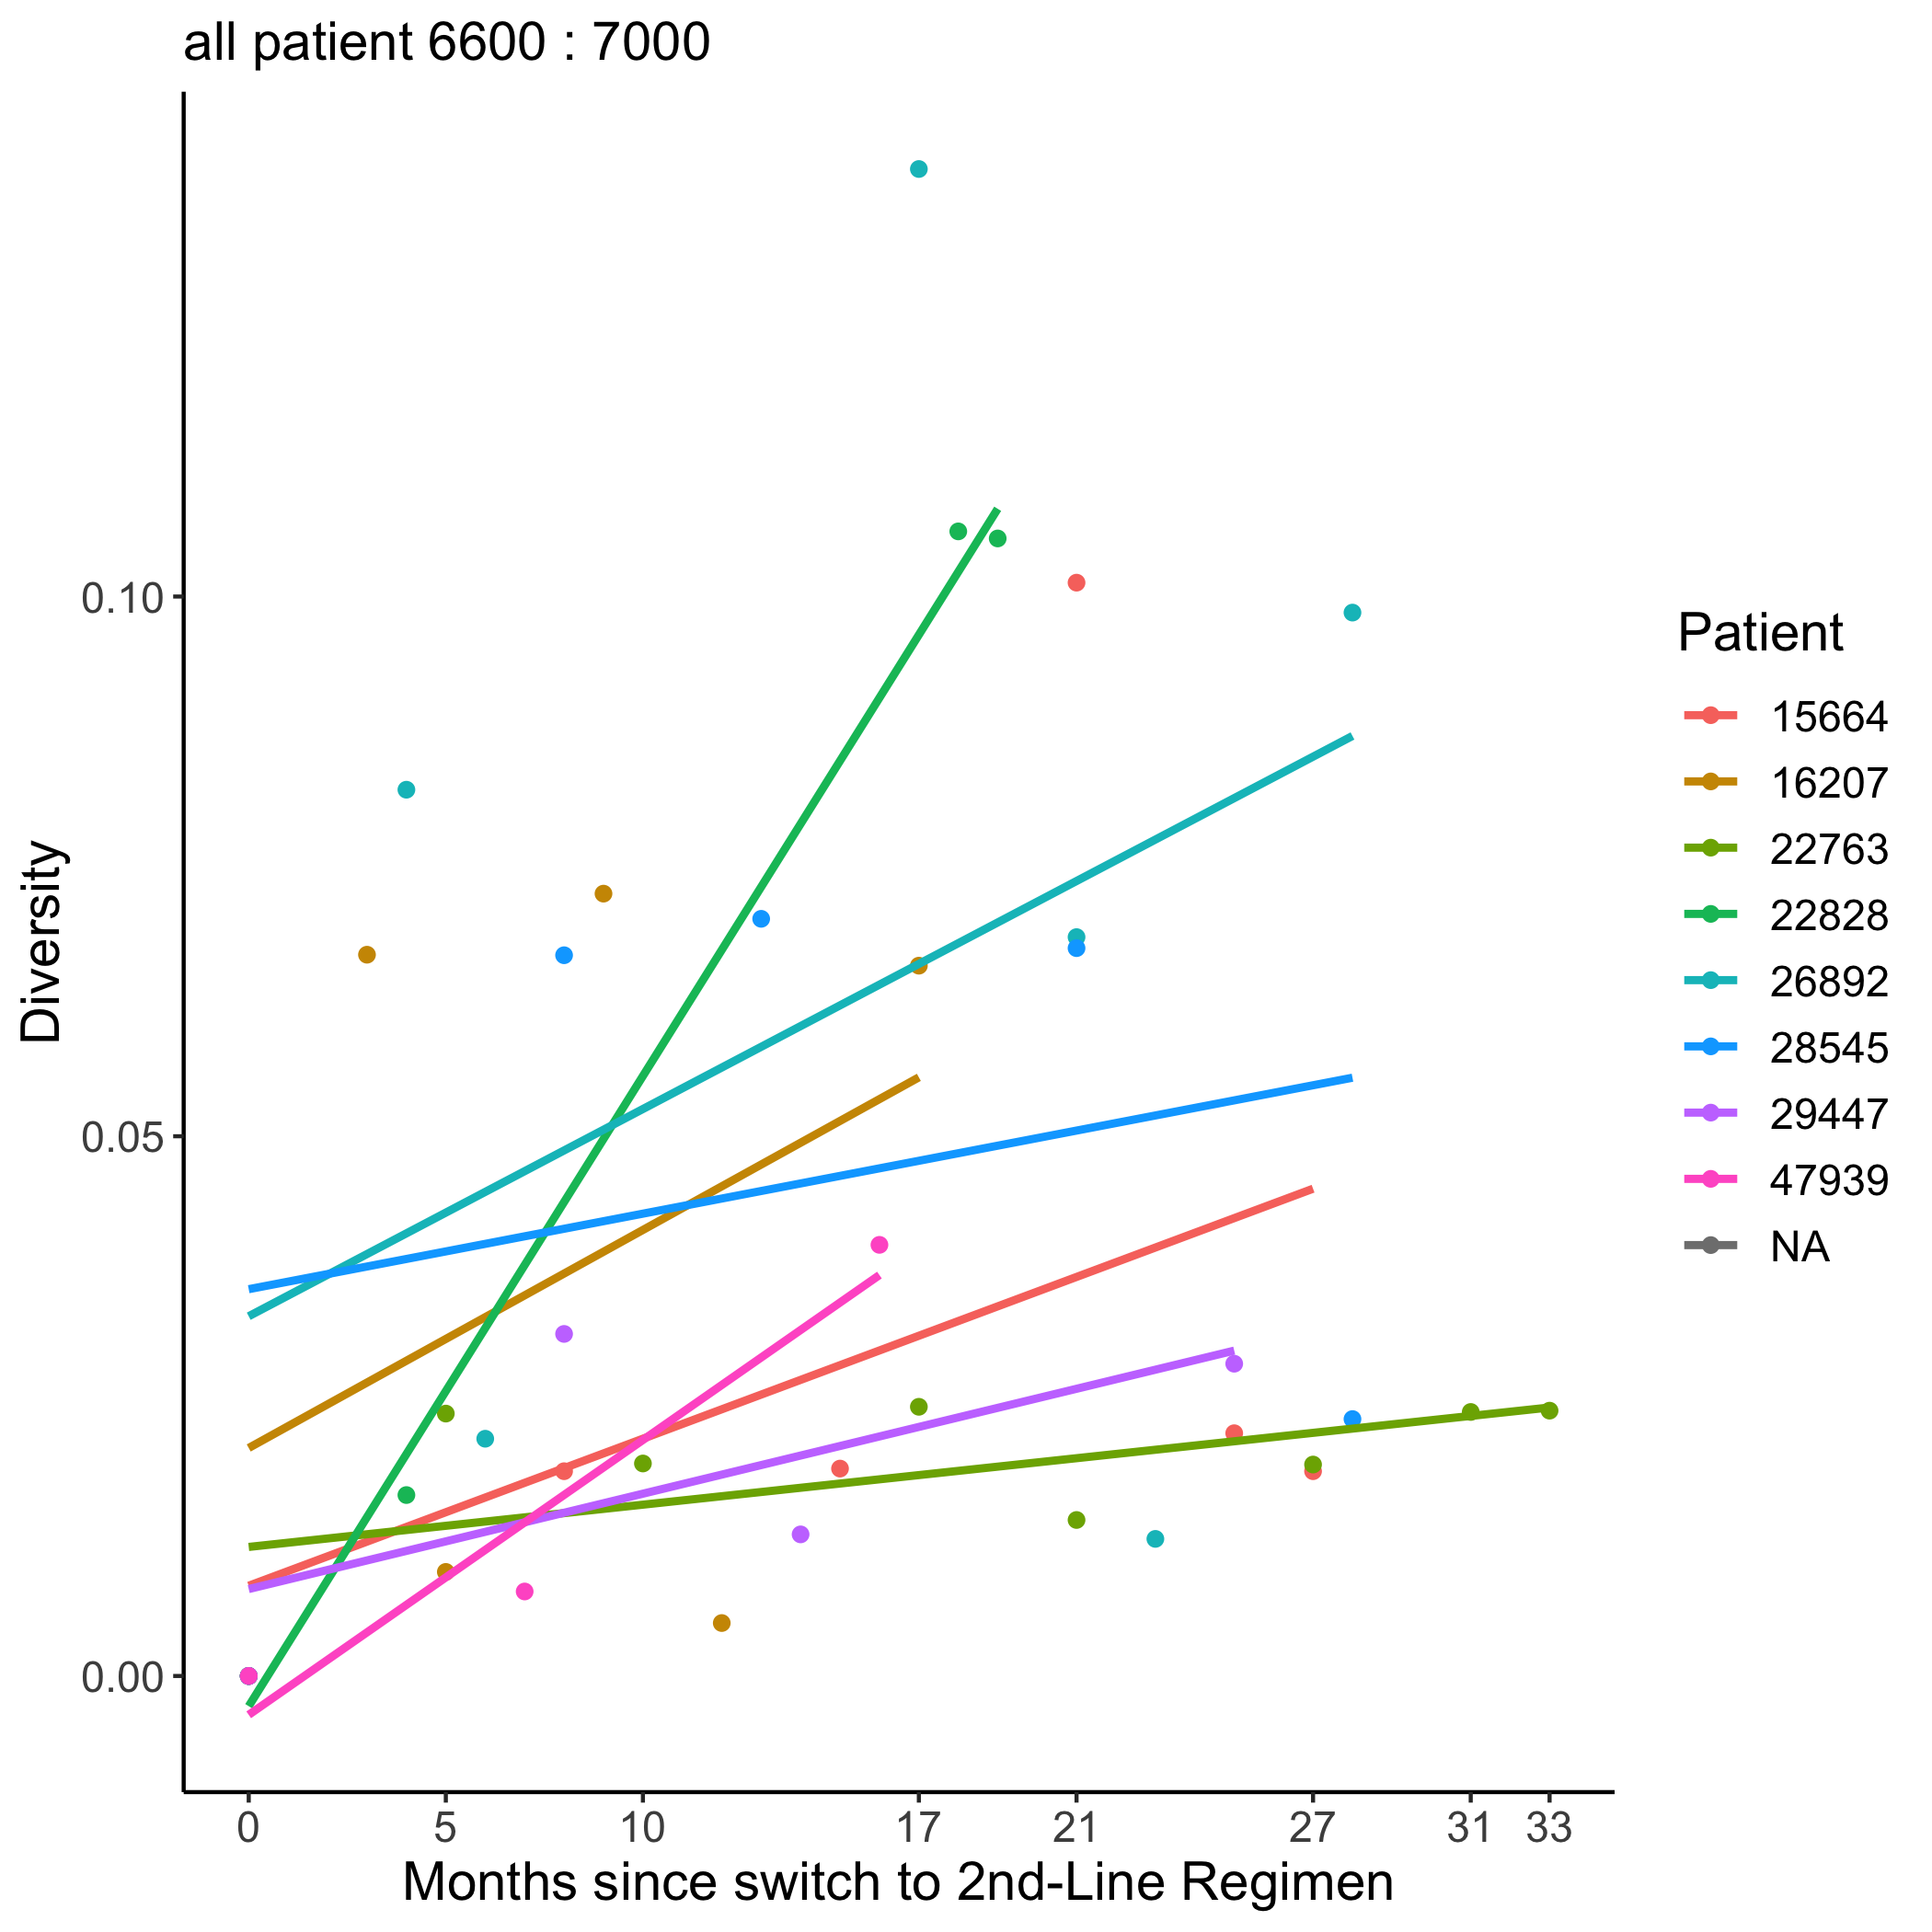 all patient 6600 : 7000
Diversity
0.10
0.05
0.00
0 5 10 17 21 27 31 33
Months since switch to 2nd-Line Regimen
Patient
15664
16207
22763
22828
26892
28545
29447
47939
NA